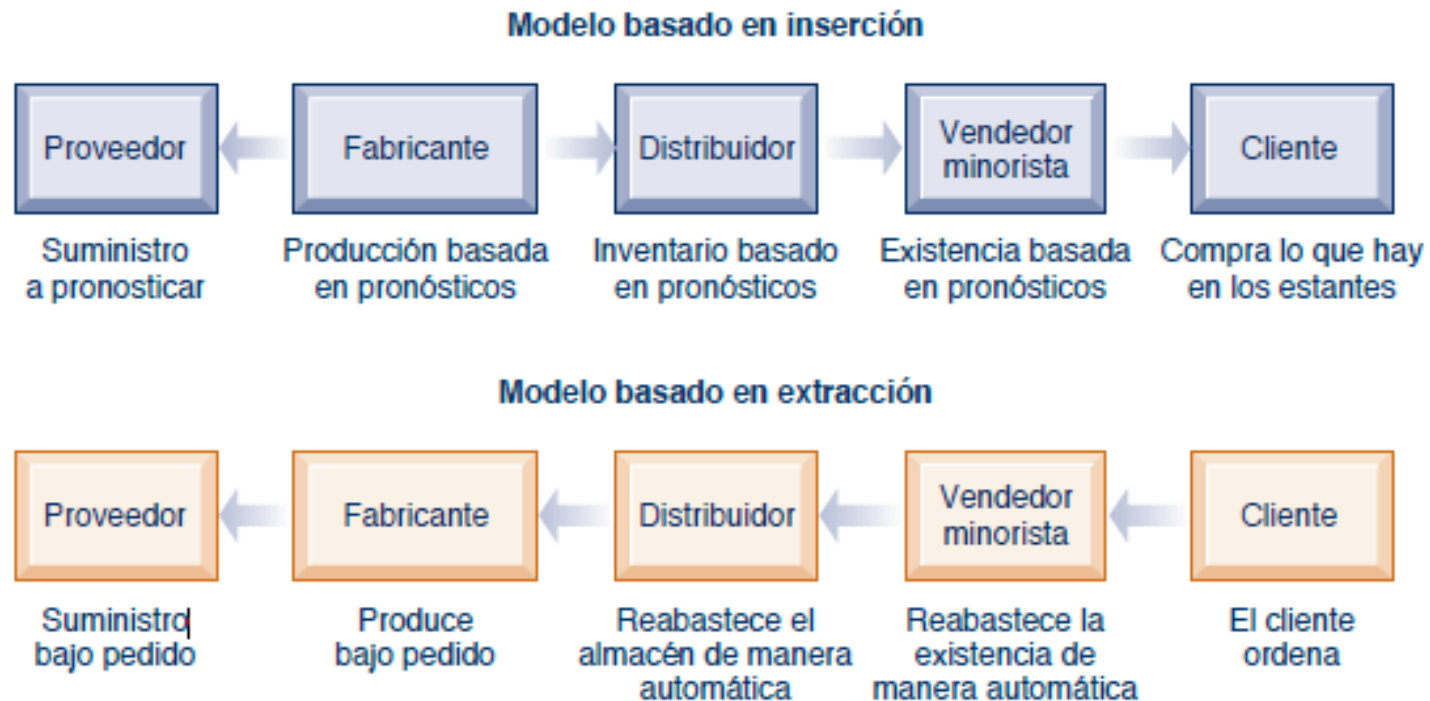 Modelo basado en inserción
Proveedor
Fabricante
Distribuidor
Vendedor
minorista
Cliente
Suministro
a pronosticar
Producción basada
en pronósticos
Inventario basado
en pronósticos
Existencia basada
en pronósticos
Compra lo que hay
en los estantes
Modelo basado en extracción
Proveedor
Fabricante
Distribuidor
Vendedor
minorista
Cliente
Suministro
bajo pedido
Produce
bajo pedido
Reabastece el
almacén de manera
automática
Reabastece la
existencia de
manera automática
El cliente
ordena